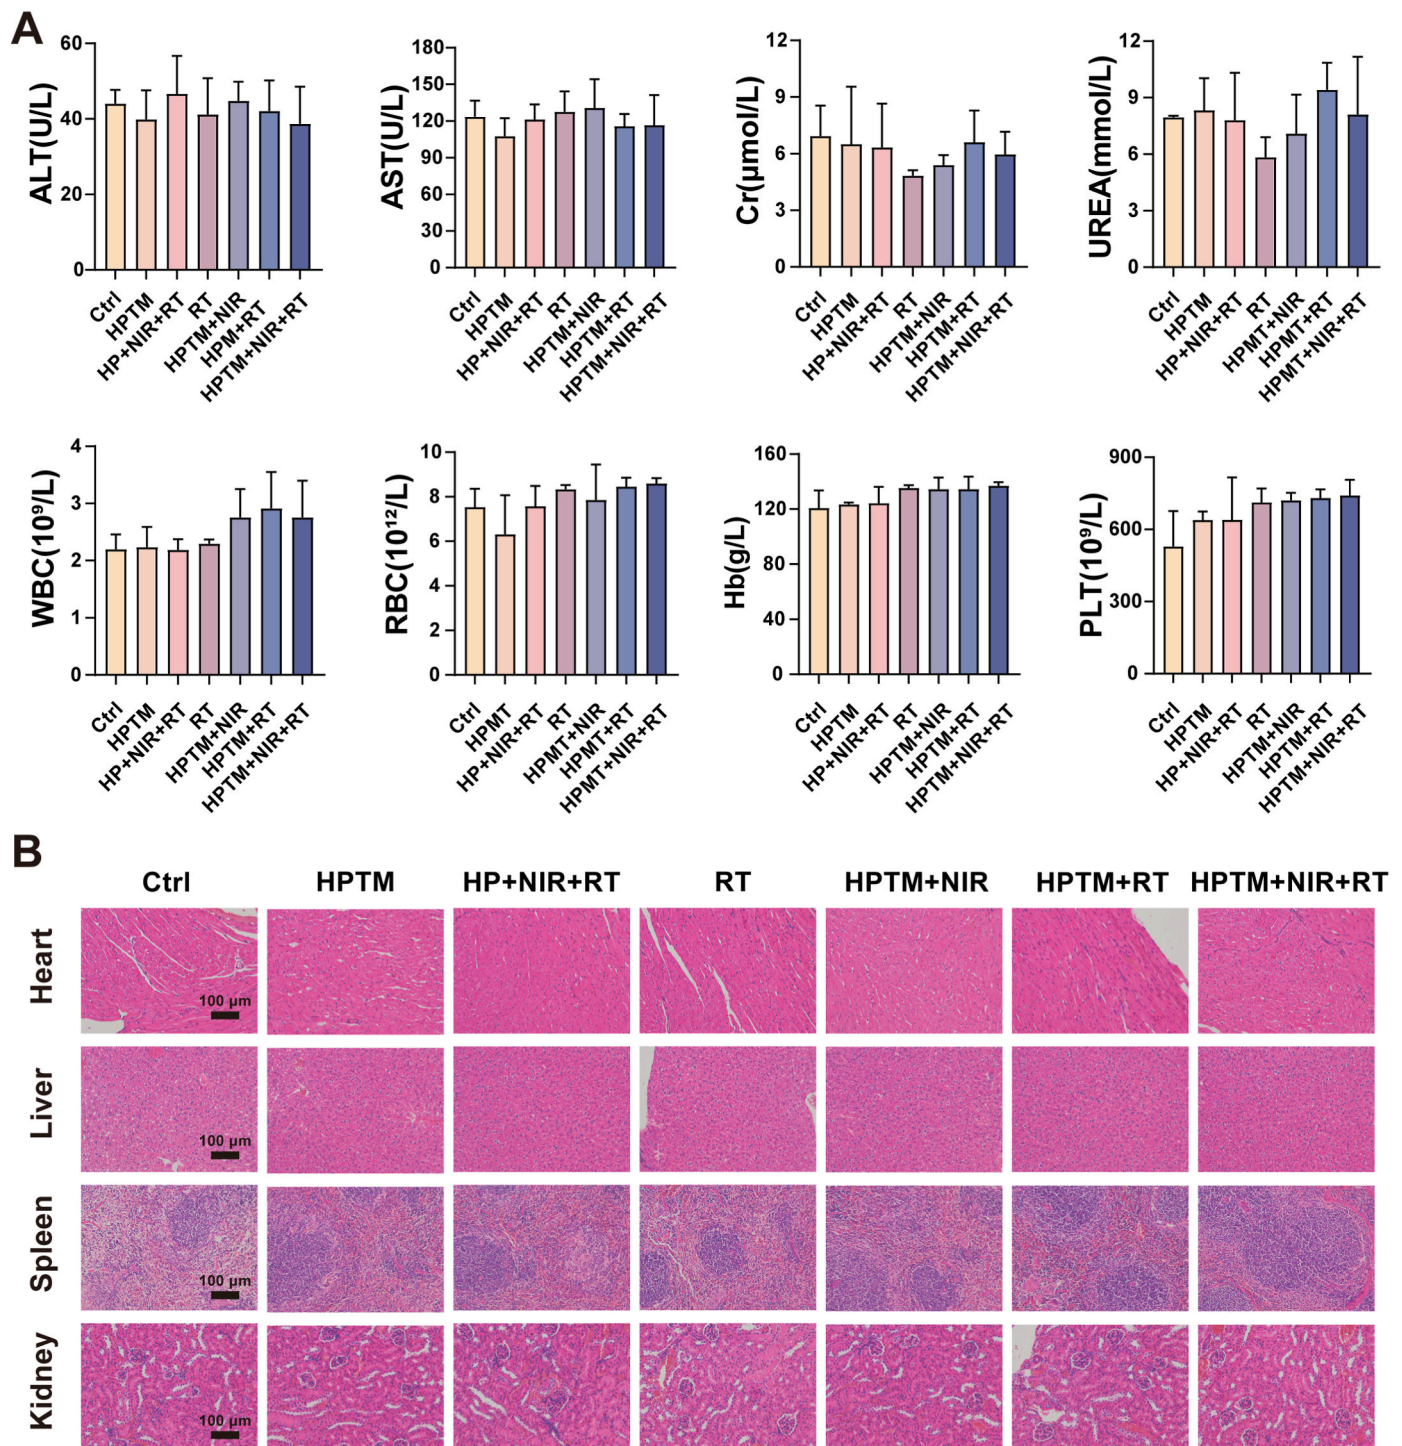 A
ALT(U/L)
60
40
20
0
Ctrl
HPTM
HP+NIR+RT
RT
HPTM+NIR
HPM+RT
HPTM+NIR+RT
AST(U/L)
180
150
120
90
60
30
0
Ctrl
HPTM
HP+NIR+RT
RT
HPTM+NIR
HPTM+RT
HPTM+NIR+RT
Cr(μmol/L)
12
9
6
3
0
Ctrl
HPTM
HP+NIR+RT
RT
HPTM+NIR
HPTM+RT
HPTM+NIR+RT
UREA(mmol/L)
12
9
6
3
0
Ctrl
HPTM
HP+NIR+RT
RT
HPMT+NIR
HPMT+RT
HPMT+NIR+RT
WBC(10⁹/L)
4
3
2
1
0
Ctrl
HPTM
HP+NIR+RT
RT
HPTM+NIR
HPTM+RT
HPTM+NIR+RT
RBC(10¹²/L)
10
8
6
4
2
0
Ctrl
HPMT
HP+NIR+RT
RT
HPMT+NIR
HPMT+RT
HPMT+NIR+RT
Hb(g/L)
160
120
80
40
0
Ctrl
HPTM
HP+NIR+RT
RT
HPTM+NIR
HPTM+RT
HPTM+NIR+RT
PLT(10⁹/L)
900
600
300
0
Ctrl
HPTM
HP+NIR+RT
RT
HPTM+NIR
HPTM+RT
HPTM+NIR+RT
B
Ctrl HPTM HP+NIR+RT RT HPTM+NIR HPTM+RT HPTM+NIR+RT
Heart
100 μm
Liver
100 μm
Spleen
100 μm
Kidney
100 μm